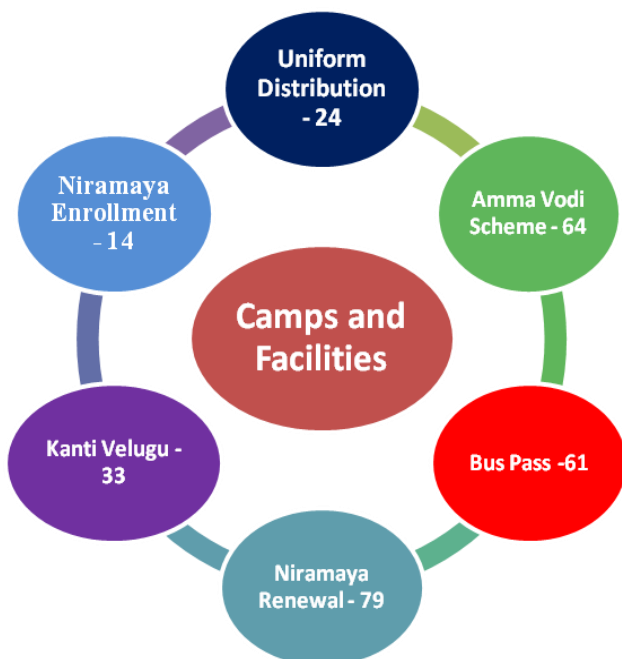 Uniform
Distribution
- 24
Amma Vodi
Scheme - 64
Bus Pass -61
Niramaya
Renewal - 79
Kanti Velugu -
33
Niramaya
Enrollment
- 14
Camps and
Facilities